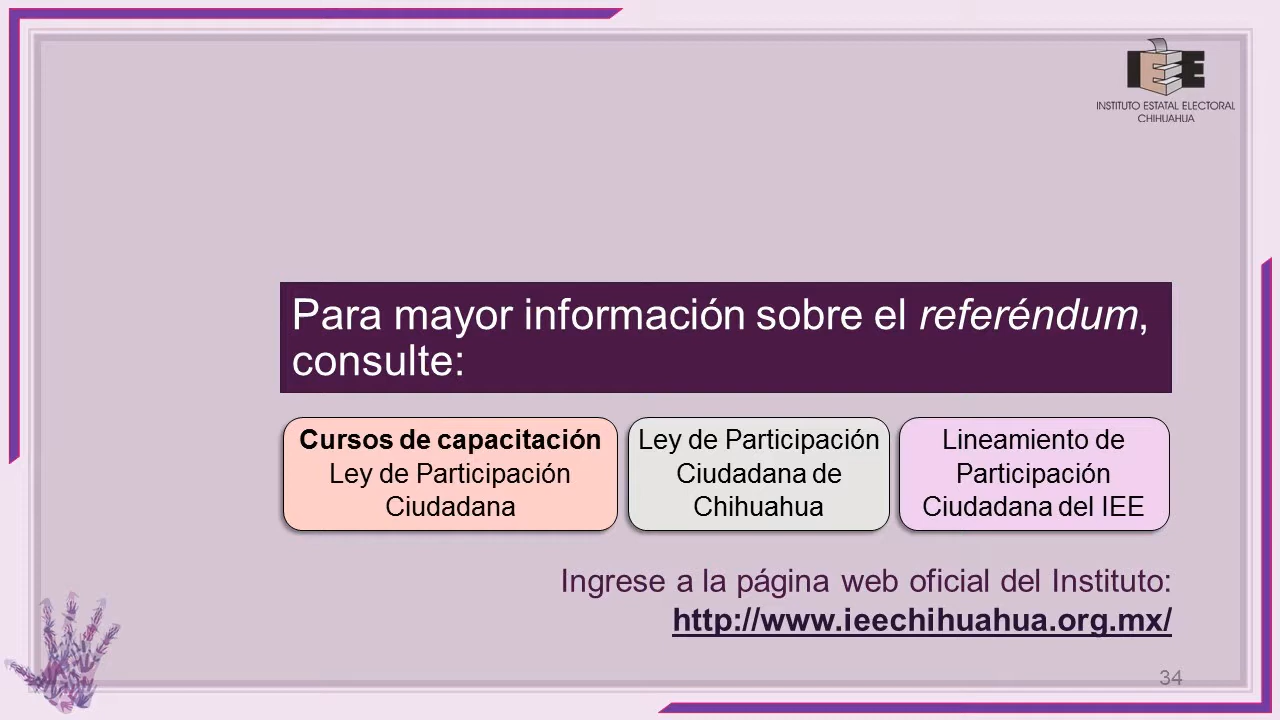 IEE
INSTITUTO ESTATAL ELECTORAL
CHIHUAHUA
Para mayor información sobre el referéndum,
consulte:
Cursos de capacitación
Ley de Participación
Ciudadana
Ley de Participación
Ciudadana de
Chihuahua
Lineamiento de
Participación
Ciudadana del IEE
Ingrese a la página web oficial del Instituto:
http://www.ieechihuahua.org.mx/
34